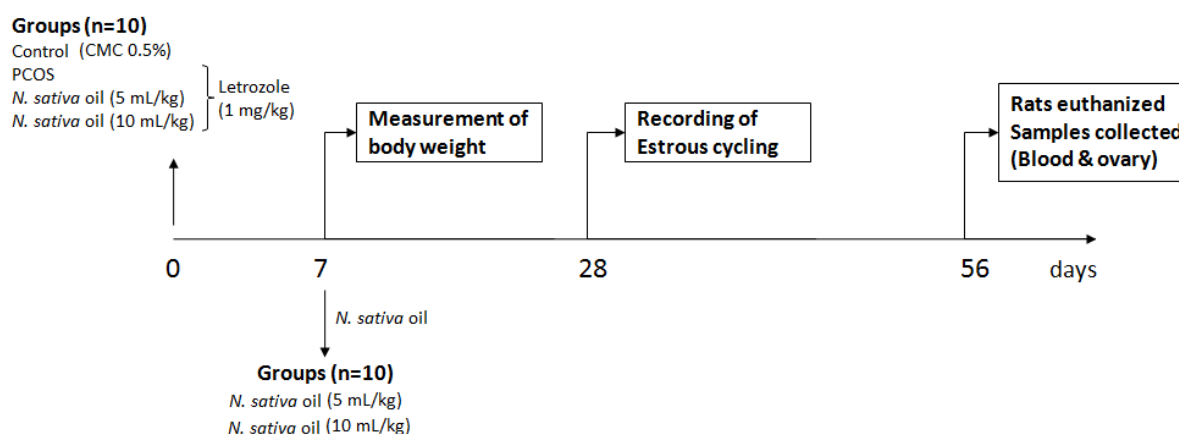 Groups (n=10)
Control (CMC 0.5%)
PCOS
N. sativa oil (5 mL/kg)
N. sativa oil (10 mL/kg)
Letrozole
(1 mg/kg)
Measurement of
body weight
Recording of
Estrous cycling
Rats euthanized
Samples collected
(Blood & ovary)
0
7
28
56
days
N. sativa oil
Groups (n=10)
N. sativa oil (5 mL/kg)
N. sativa oil (10 mL/kg)